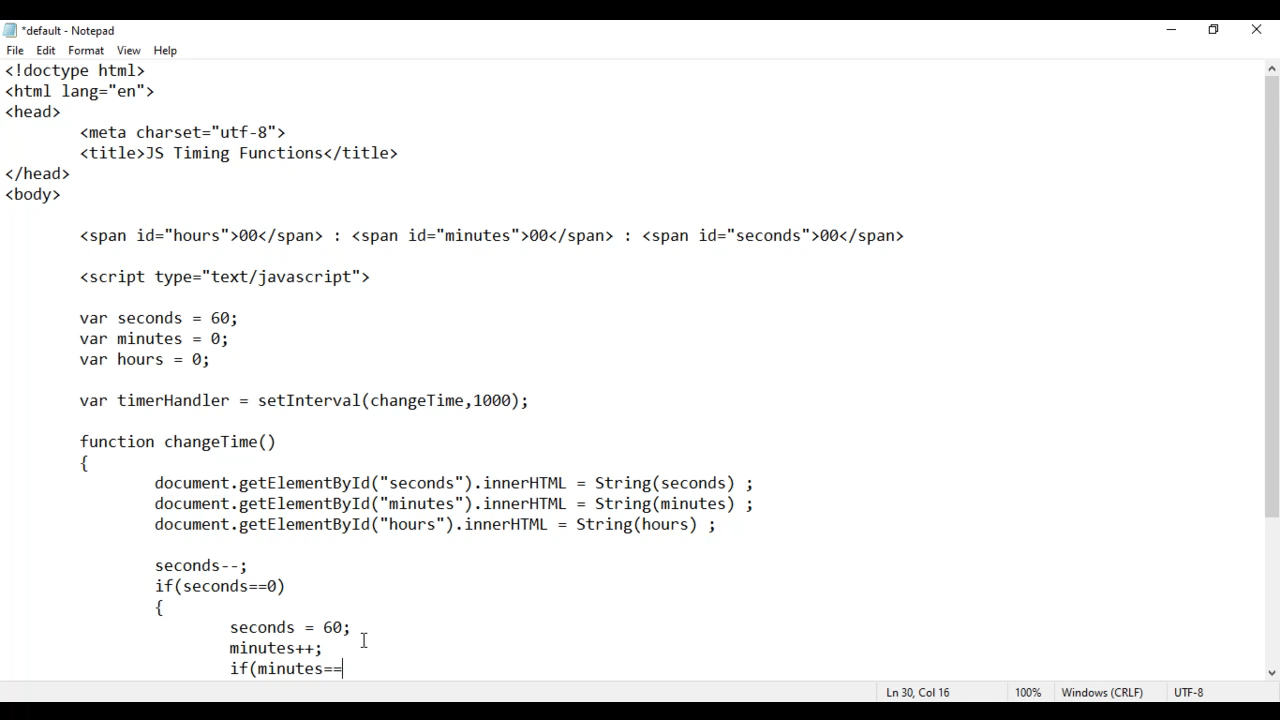 *default - Notepad
File Edit Format View Help
<!doctype html>
<html lang="en">
<head>
<meta charset="utf-8">
<title>JS Timing Functions</title>
</head>
<body>
<span id="hours">00</span> : <span id="minutes">00</span> : <span id="seconds">00</span>
<script type="text/javascript">
var seconds = 60;
var minutes = 0;
var hours = 0;
var timerHandler = setInterval(changeTime,1000);
function changeTime()
{
document.getElementById("seconds").innerHTML = String(seconds) ;
document.getElementById("minutes").innerHTML = String(minutes) ;
document.getElementById("hours").innerHTML = String(hours) ;
seconds--;
if(seconds==0)
{
seconds = 60;
minutes++;
if(minutes==
Ln 30, Col 16 100% Windows (CRLF) UTF-8